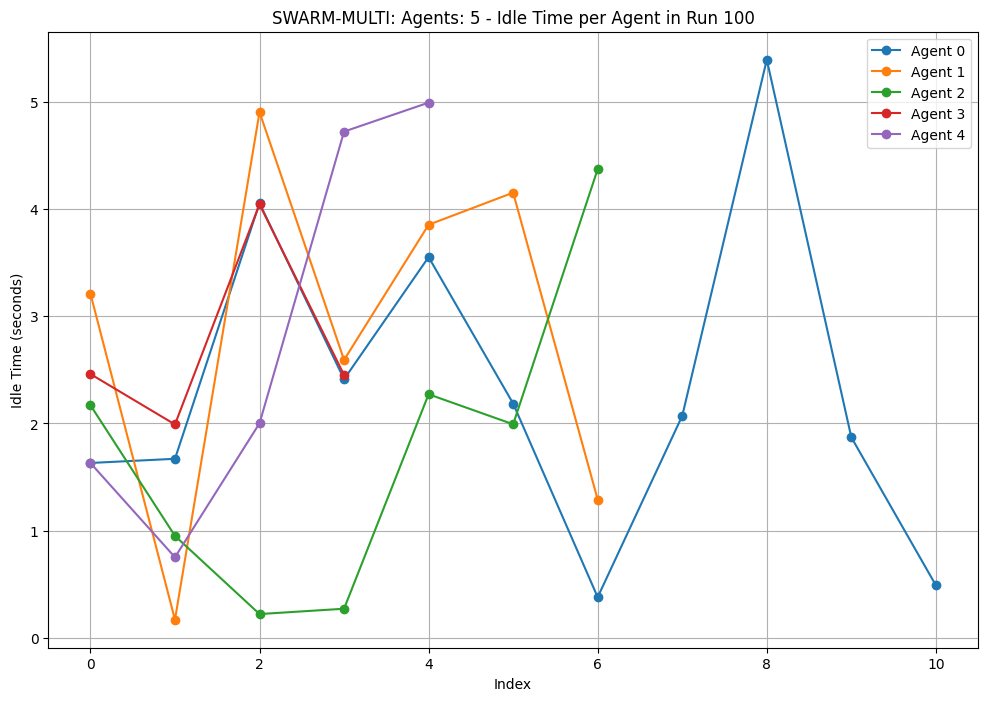 SWARM-MULTI: Agents: 5 - Idle Time per Agent in Run 100
Agent 0
Agent 1
Agent 2
Agent 3
Agent 4
Idle Time (seconds)
5
4
3
2
1
0
0 2 4 6 8 10
Index